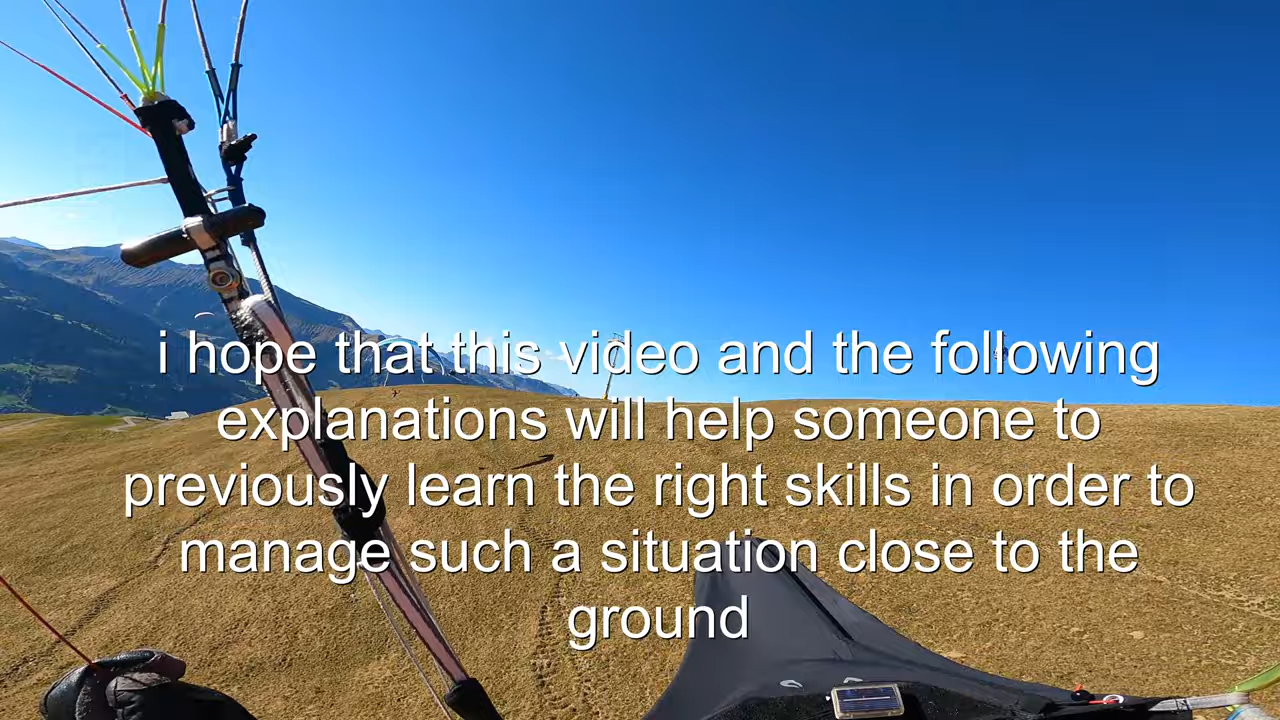 i hope that this video and the following
explanations will help someone to
previously learn the right skills in order to
manage such a situation close to the
ground